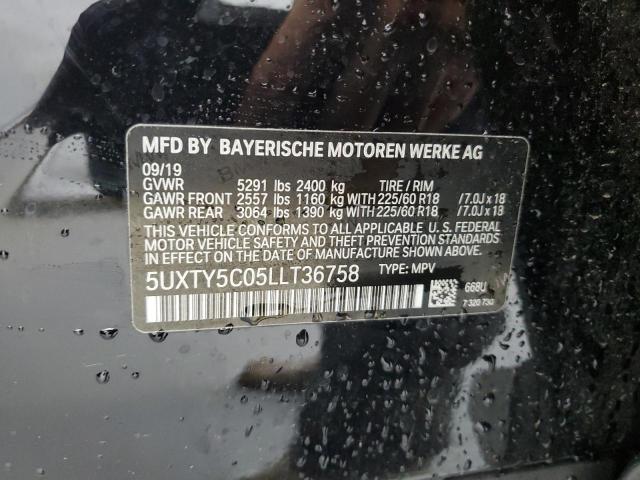 MFD BY BAYERISCHE MOTOREN WERKE AG
09/19
GVWR 5291 lbs 2400 kg TIRE / RIM
GAWR FRONT 2557 lbs 1160 kg WITH 225/60 R18 /7.0J x 18
GAWR REAR 3064 lbs 1390 kg WITH 225/60 R18 /7.0J x 18
THIS VEHICLE CONFORMS TO ALL APPLICABLE U. S. FEDERAL
MOTOR VEHICLE SAFETY AND THEFT PREVENTION STANDARDS
IN EFFECT ON THE DATE OF MANUFACTURE SHOWN ABOVE.
5UXTY5C05LLT36758 TYPE: MPV
668U
7 320 730